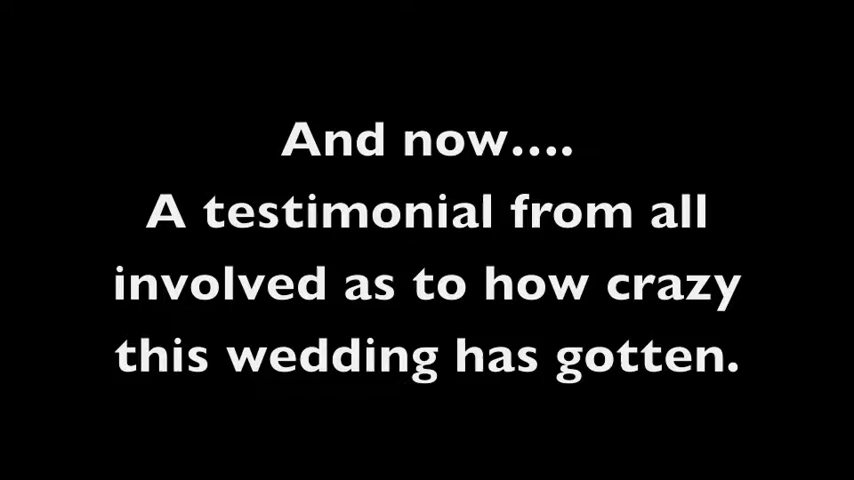 And now....
A testimonial from all
involved as to how crazy
this wedding has gotten.